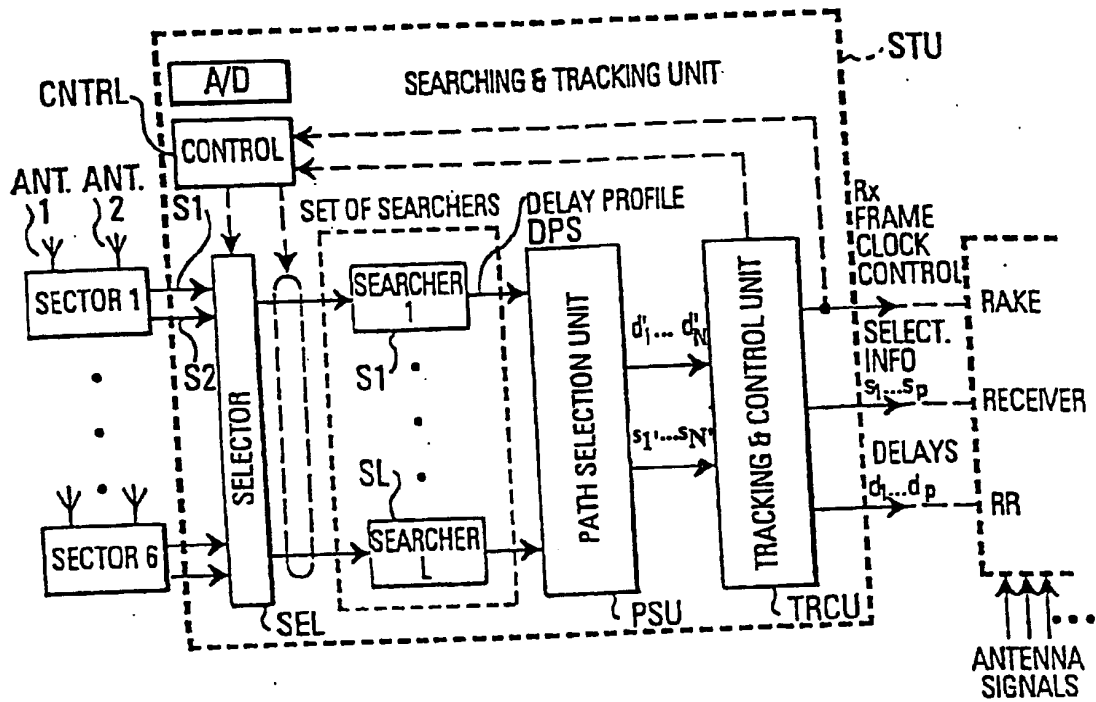 STU
A/D
SEARCHING & TRACKING UNIT
CNTRL
CONTROL
ANT. 1
ANT. 2
S1
SET OF SEARCHERS
DELAY PROFILE
DPS
Rx
FRAME
CLOCK
CONTROL
SECTOR 1
SEARCHER
1
S1
S2
SELECTOR
PATH SELECTION UNIT
d'1... d'N
s1'...sN'
TRACKING & CONTROL UNIT
RAKE
SELECT.
INFO
s1...sp
RECEIVER
DELAYS
d1...dp
RR
SL
SEARCHER
L
SECTOR 6
SEL
PSU
TRCU
ANTENNA
SIGNALS